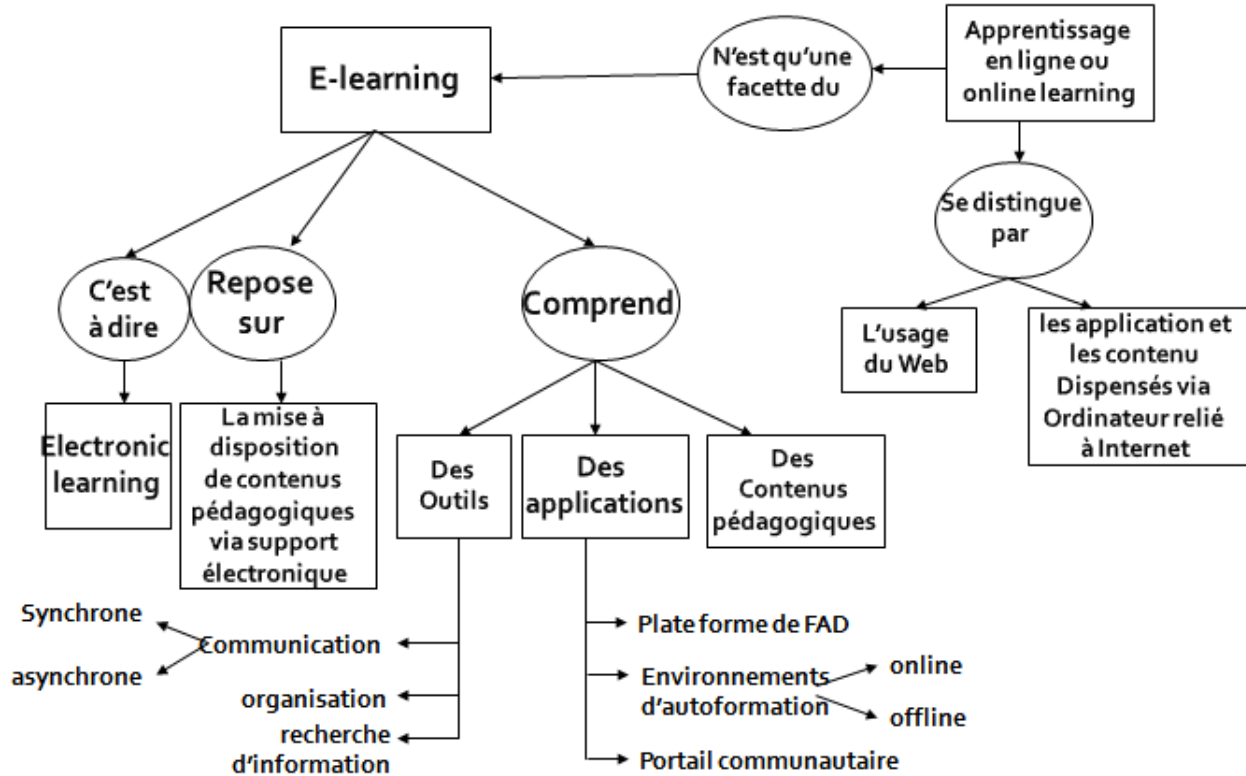 E-learning
N'est qu'une
facette du
Apprentissage
en ligne ou
online learning
Se distingue
par
L'usage
du Web
les application et
les contenu
Dispensés via
Ordinateur relié
à Internet
C'est
à dire
Repose
sur
Comprend
Electronic
learning
La mise à
disposition
de contenus
pédagogiques
via support
électronique
Des
Outils
Des
applications
Des
Contenus
pédagogiques
Synchrone
asynchrone
Communication
organisation
recherche
d'information
Plate forme de FAD
Environnements
d'autoformation
online
offline
Portail communautaire